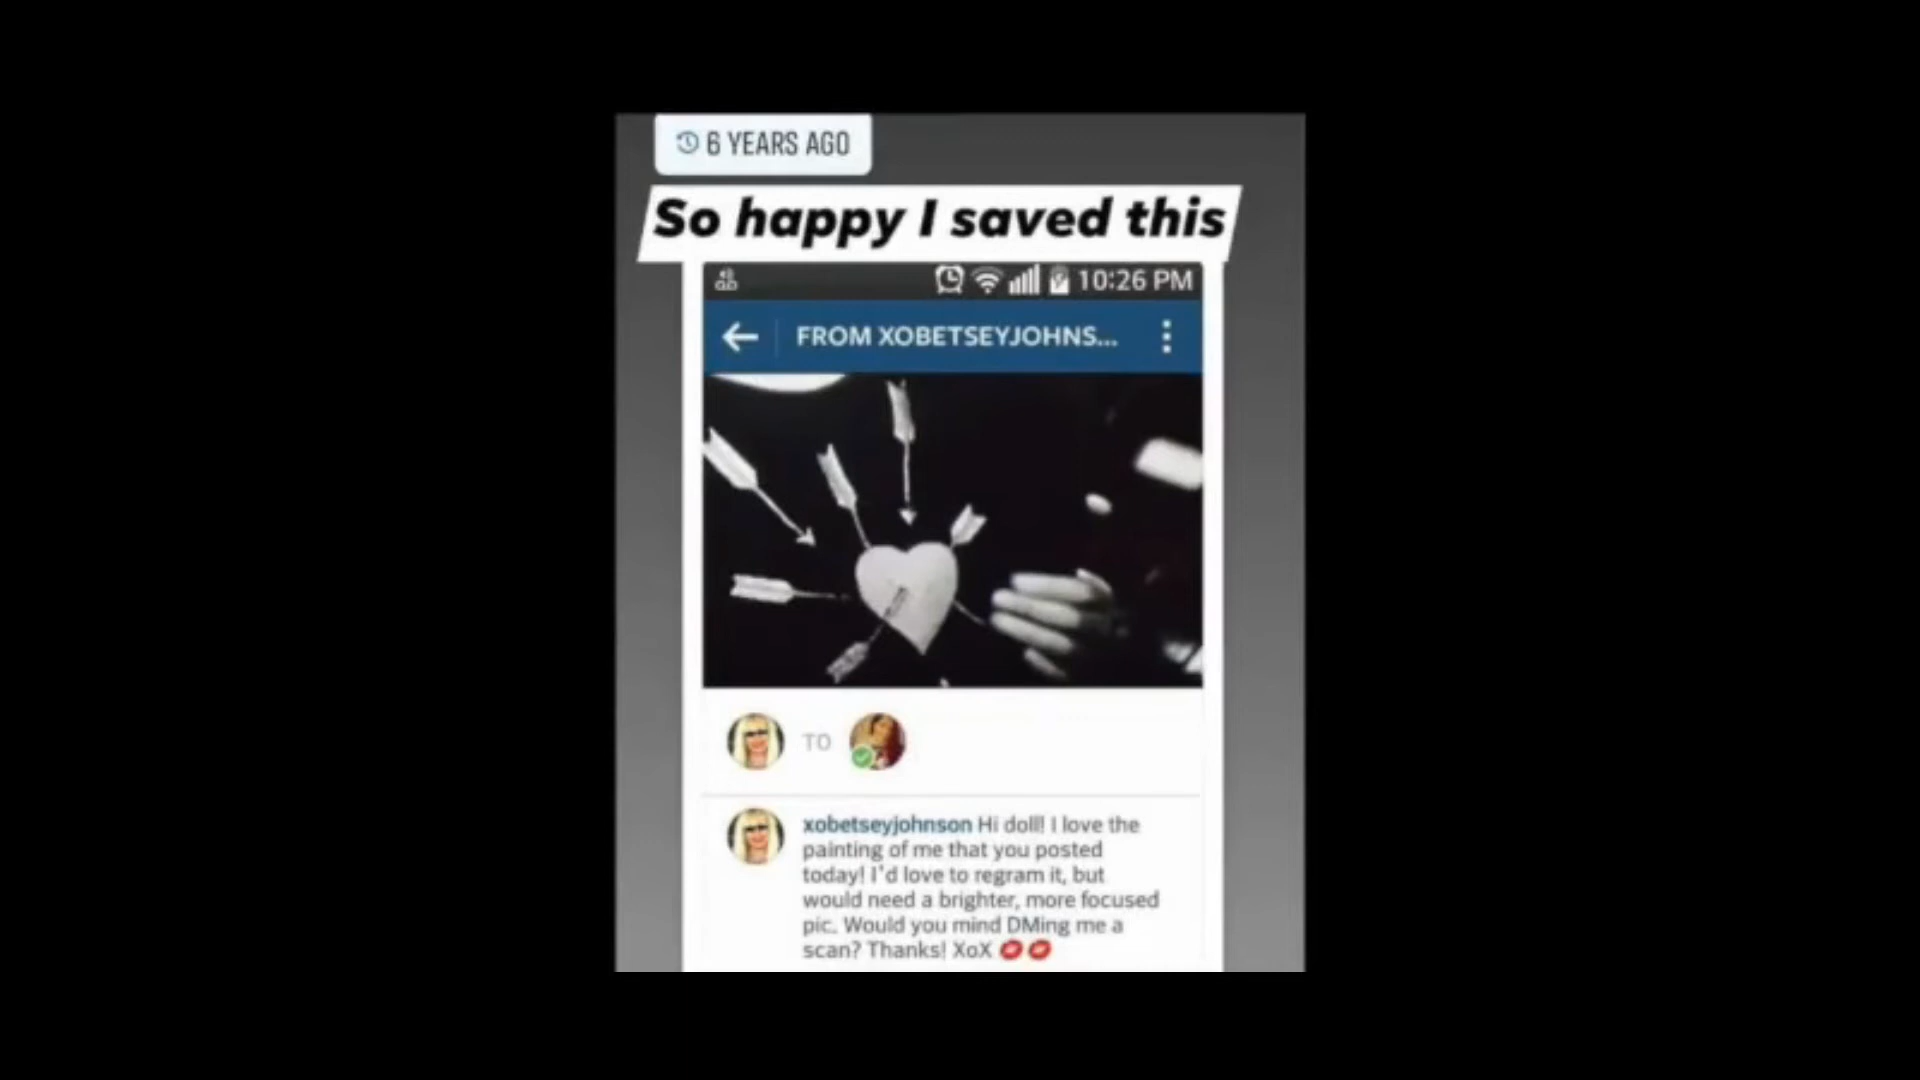 6 YEARS AGO
So happy I saved this
10:26 PM
FROM XOBETSEYJOHNS...
TO
xobetseyjohnson Hi doll! I love the
painting of me that you posted
today! I'd love to regram it, but
would need a brighter, more focused
pic. Would you mind DMing me a
scan? Thanks! XoX 💋💋